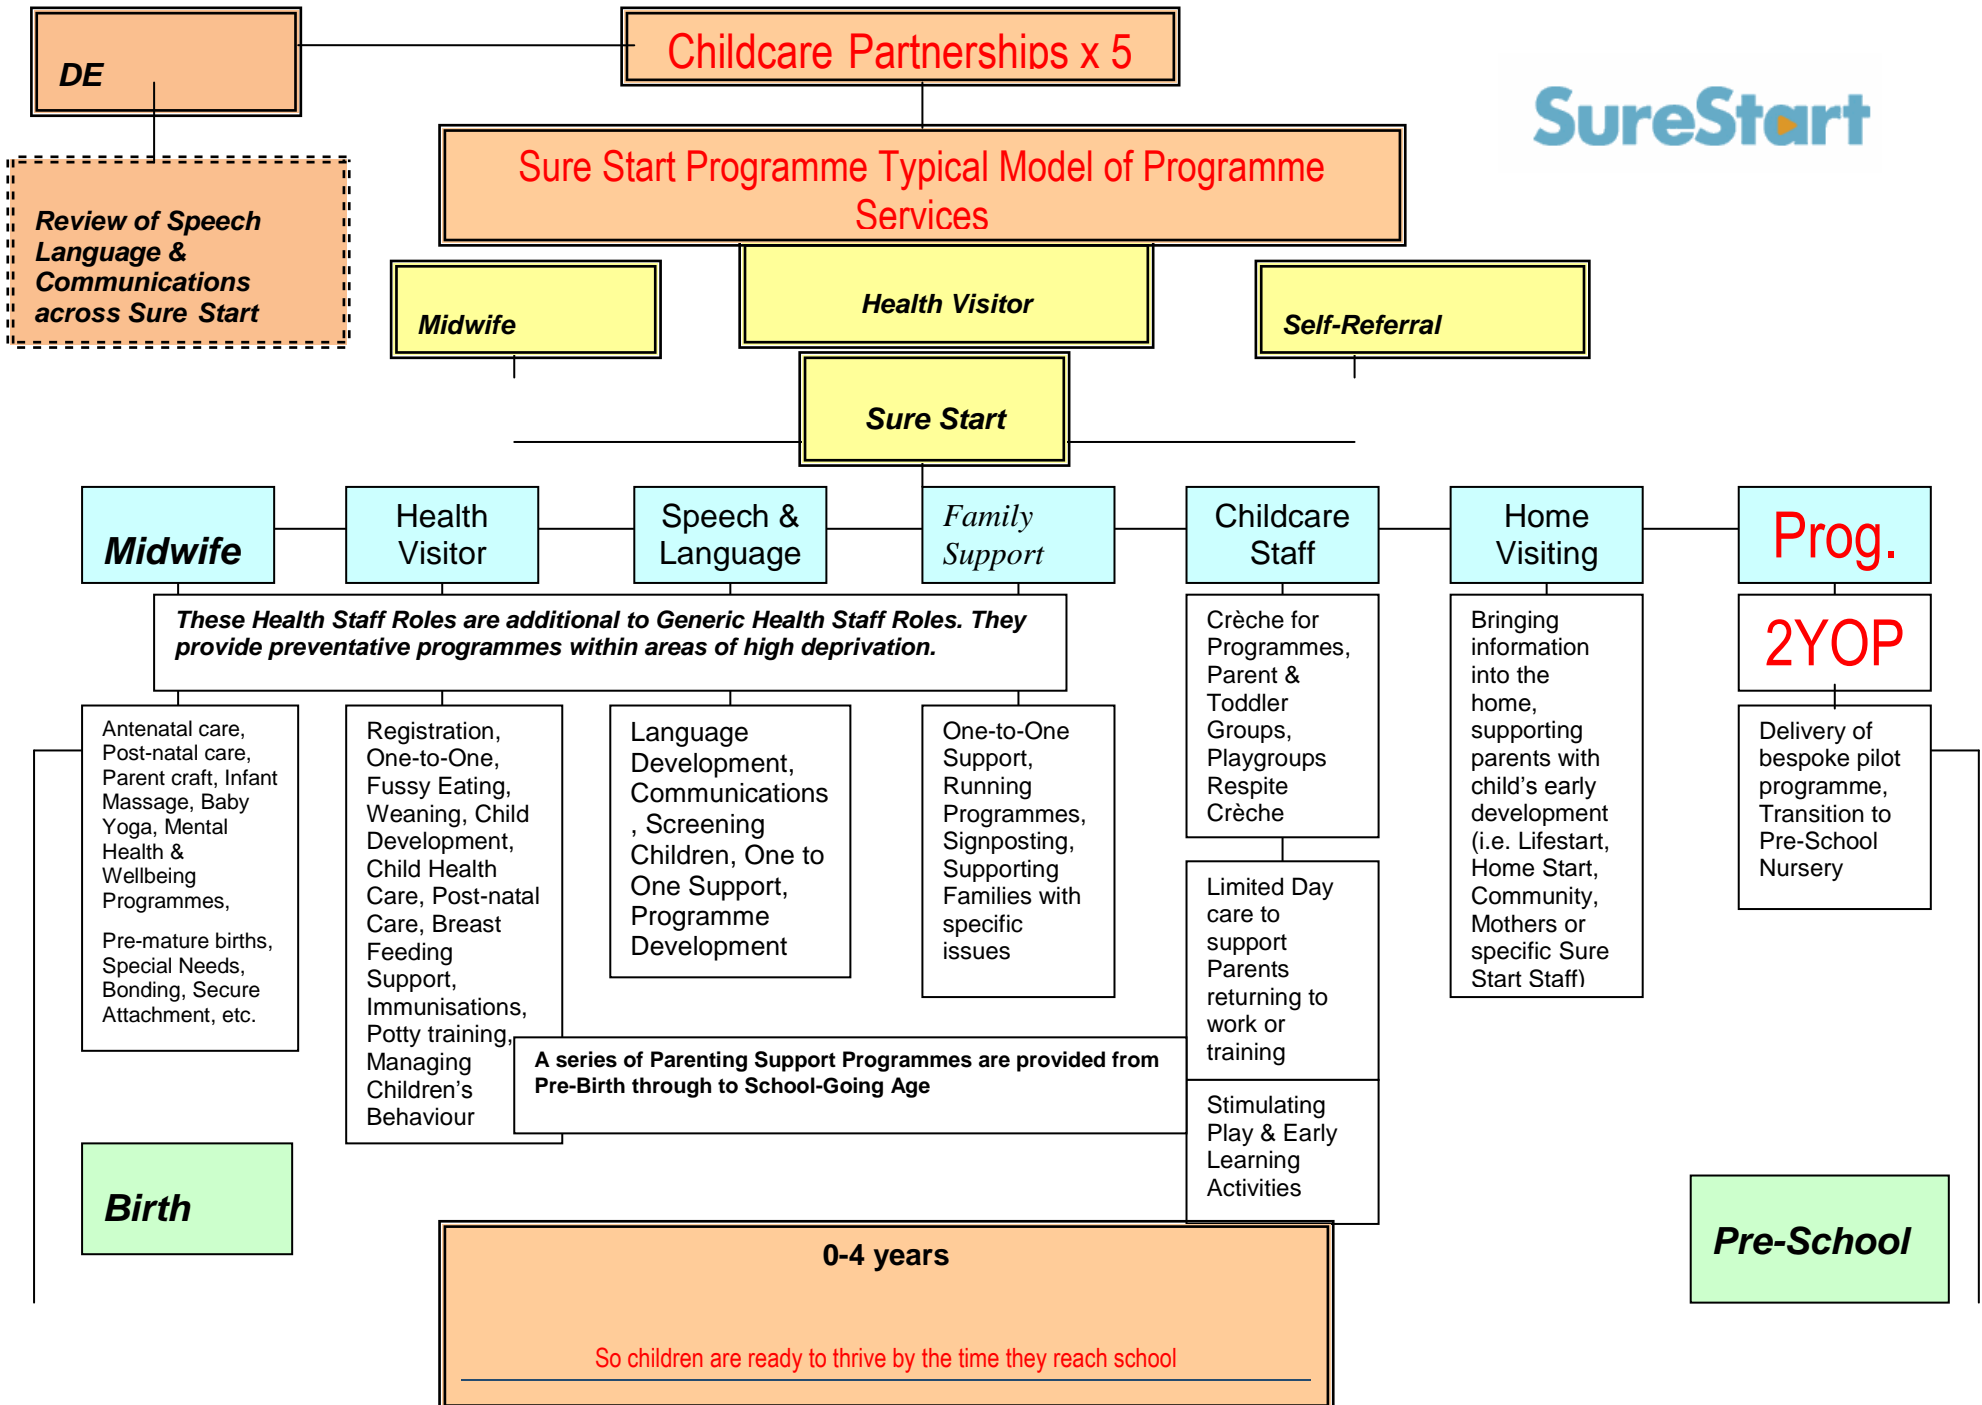 DE
Childcare Partnerships x 5
SureStart
Sure Start Programme Typical Model of Programme
Services
Review of Speech
Language &
Communications
across Sure Start
Midwife
Health Visitor
Self-Referral
Sure Start
Midwife
Health
Visitor
Speech &
Language
Family
Support
Childcare
Staff
Home
Visiting
Prog.
These Health Staff Roles are additional to Generic Health Staff Roles. They
provide preventative programmes within areas of high deprivation.
2YOP
Antenatal care,
Post-natal care,
Parent craft, Infant
Massage, Baby
Yoga, Mental
Health &
Wellbeing
Programmes,
Pre-mature births,
Special Needs,
Bonding, Secure
Attachment, etc.
Registration,
One-to-One,
Fussy Eating,
Weaning, Child
Development,
Child Health
Care, Post-natal
Care, Breast
Feeding
Support,
Immunisations,
Potty training,
Managing
Children's
Behaviour
Language
Development,
Communications
, Screening
Children, One to
One Support,
Programme
Development
One-to-One
Support,
Running
Programmes,
Signposting,
Supporting
Families with
specific
issues
Crèche for
Programmes,
Parent &
Toddler
Groups,
Playgroups
Respite
Crèche
Limited Day
care to
support
Parents
returning to
work or
training
Stimulating
Play & Early
Learning
Activities
Bringing
information
into the
home,
supporting
parents with
child's early
development
(i.e. Lifestart,
Home Start,
Community,
Mothers or
specific Sure
Start Staff)
Delivery of
bespoke pilot
programme,
Transition to
Pre-School
Nursery
A series of Parenting Support Programmes are provided from
Pre-Birth through to School-Going Age
Birth
Pre-School
0-4 years
So children are ready to thrive by the time they reach school